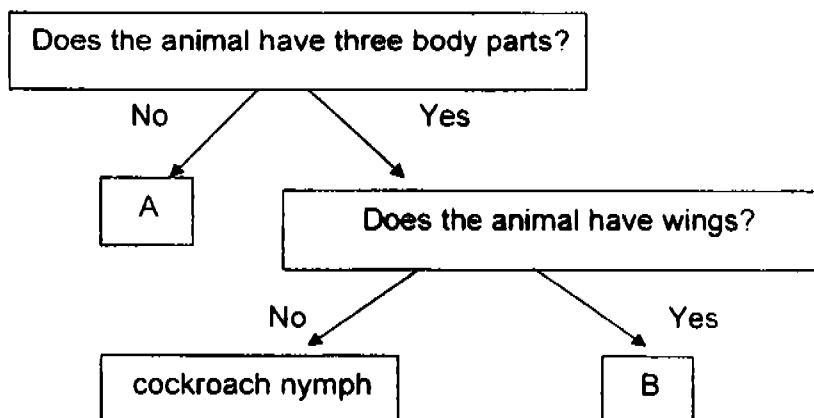 Does the animal have three body parts?
No
Yes
A
Does the animal have wings?
No
Yes
cockroach nymph
B